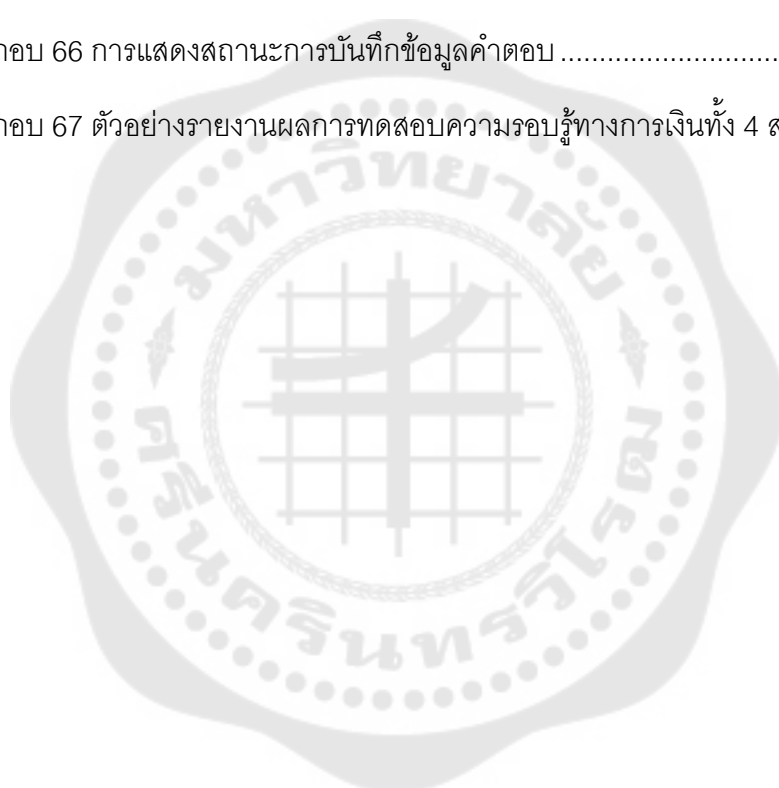 กอบ 66 การแสดงสถานะการบันทึกข้อมูลคำตอบ ............................
กอบ 67 ตัวอย่างรายงานผลการทดสอบความรอบรู้ทางการเงินทั้ง 4 ส
มหาวิทยาลัย
ศรีนครินทรวิโรฒ